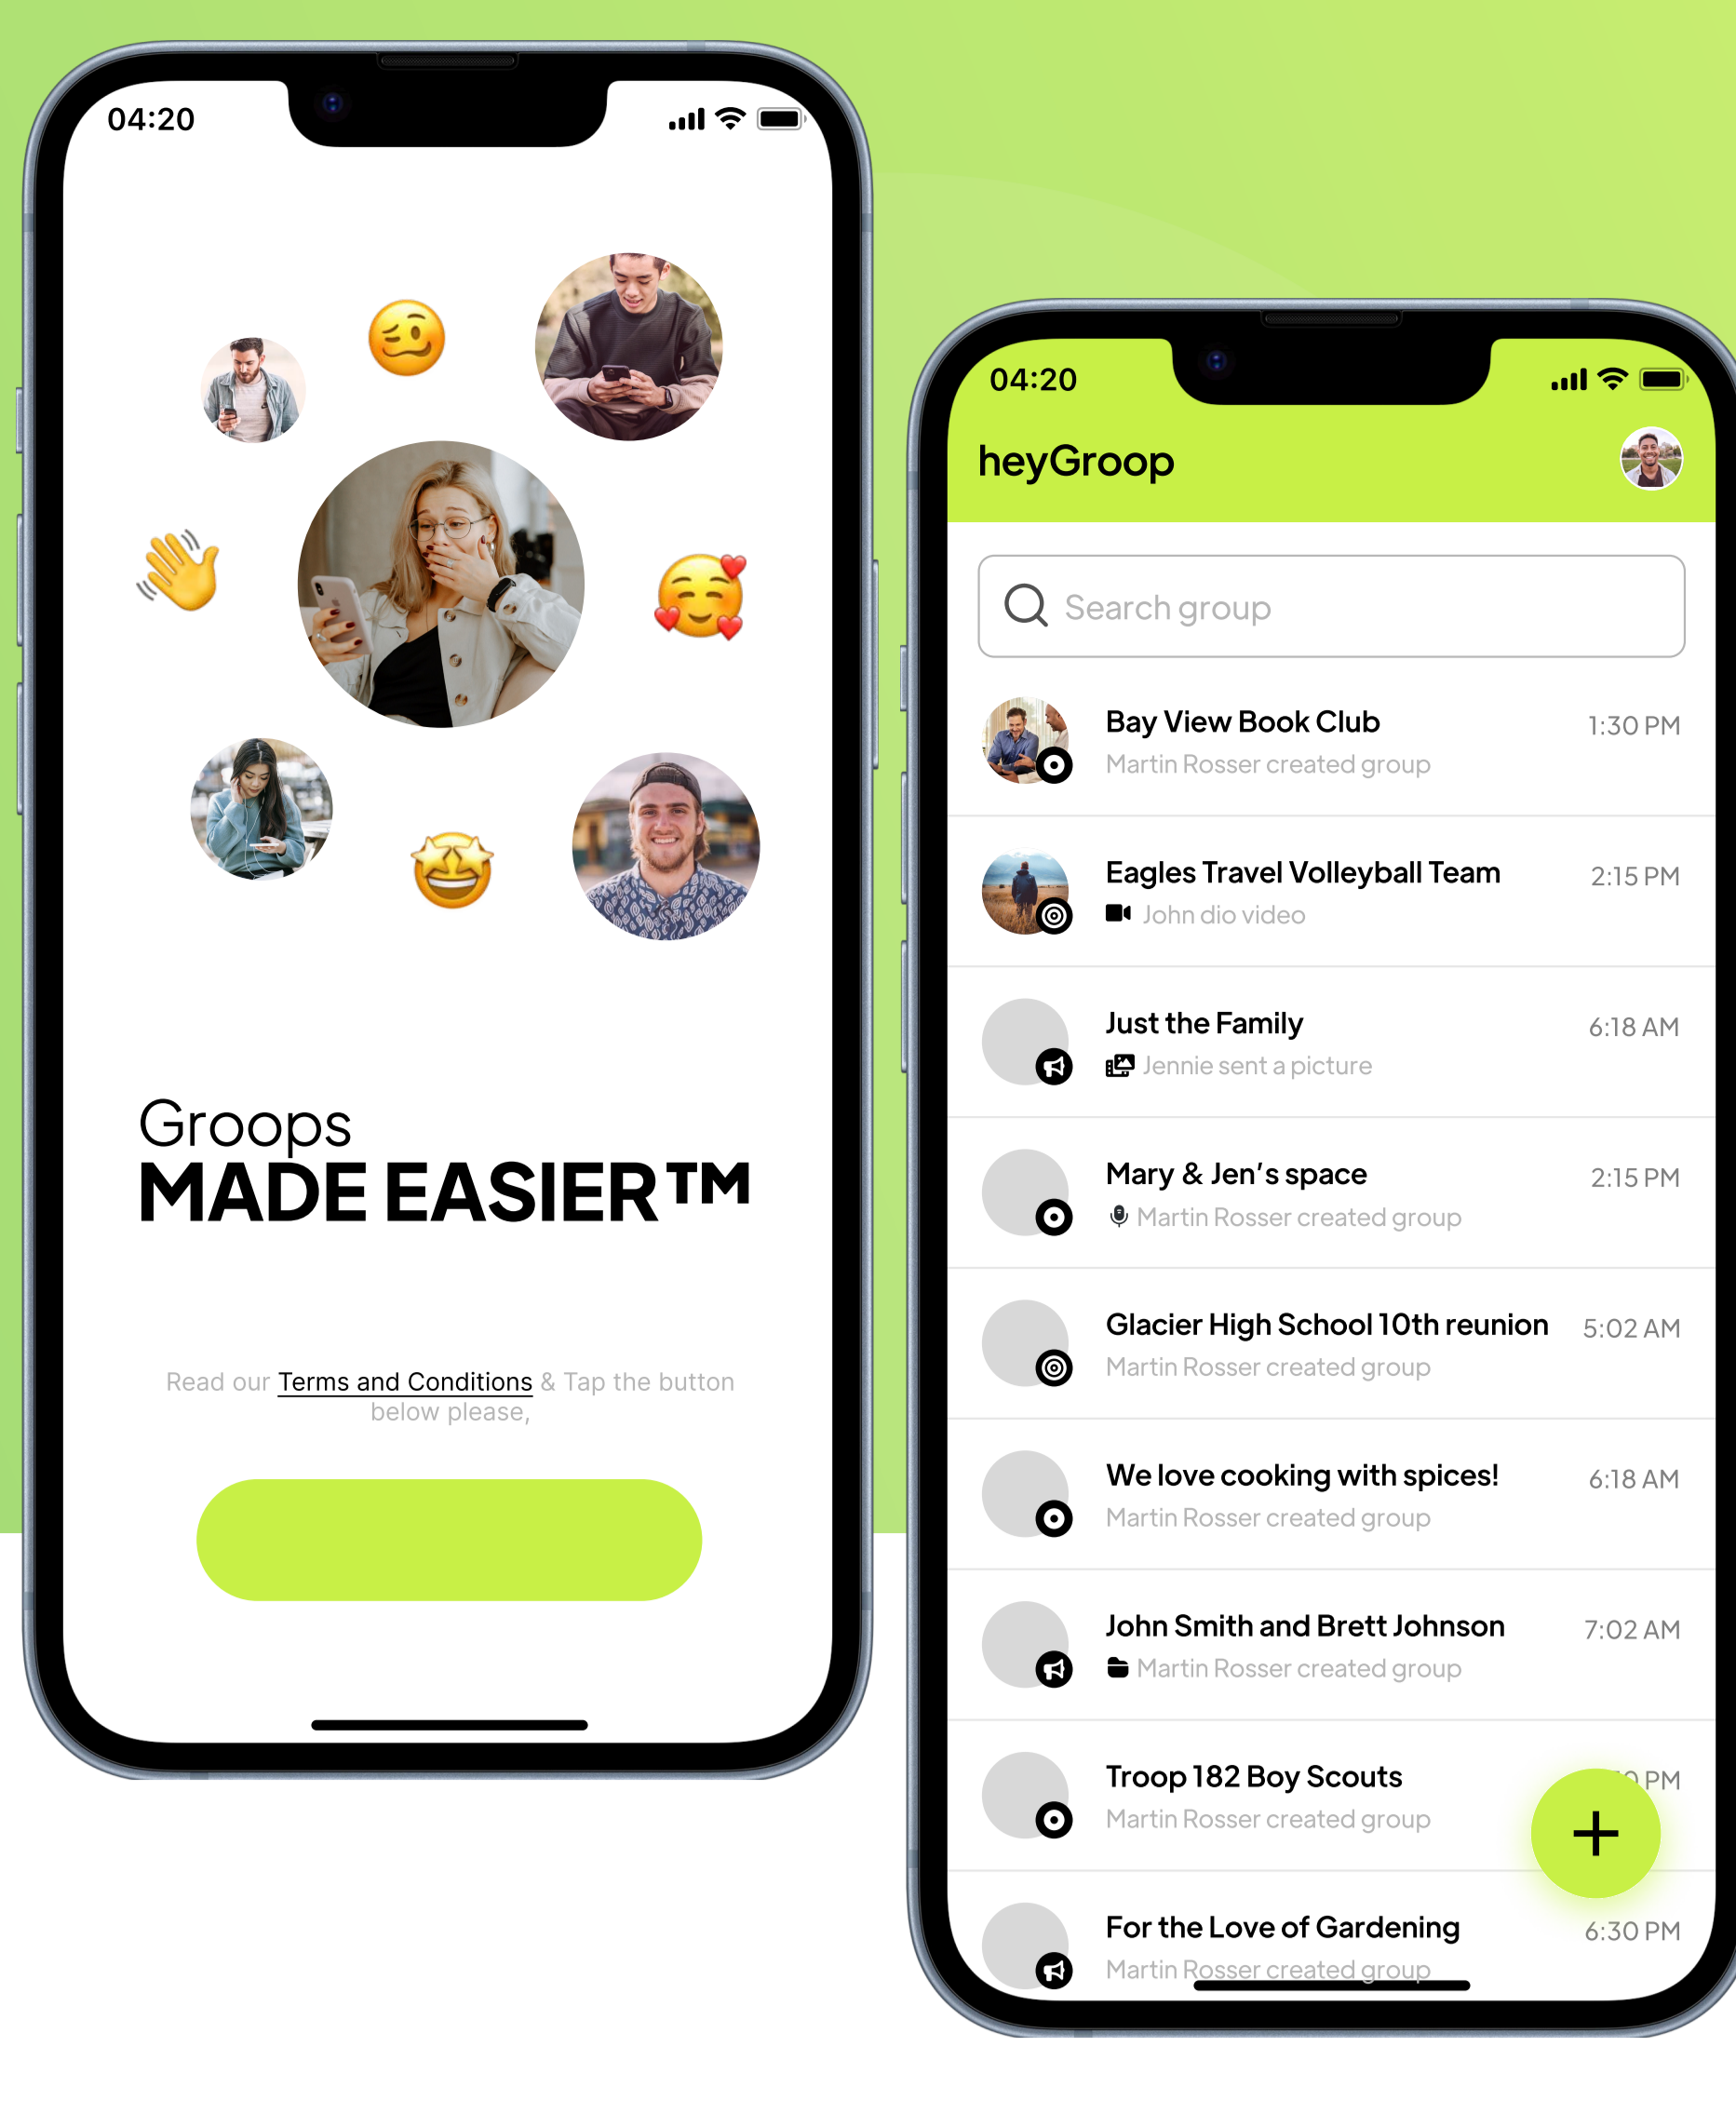 04:20
Groops
MADE EASIER™
Read our Terms and Conditions & Tap the button
below please,
04:20
heyGroop
Search group
Bay View Book Club 1:30 PM
Martin Rosser created group
Eagles Travel Volleyball Team 2:15 PM
John dio video
Just the Family 6:18 AM
Jennie sent a picture
Mary & Jen’s space 2:15 PM
Martin Rosser created group
Glacier High School 10th reunion 5:02 AM
Martin Rosser created group
We love cooking with spices! 6:18 AM
Martin Rosser created group
John Smith and Brett Johnson 7:02 AM
Martin Rosser created group
Troop 182 Boy Scouts PM
Martin Rosser created group
For the Love of Gardening 6:30 PM
Martin Rosser created group